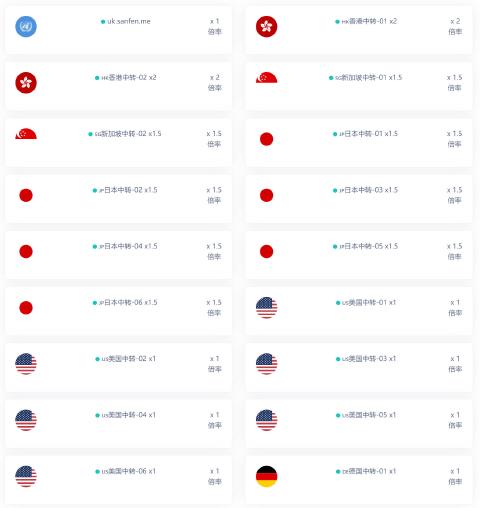 uk.sanfen.me
x 1
倍率
HK香港中转-01 x2
x 2
倍率
HK香港中转-02 x2
x 2
倍率
SG新加坡中转-01 x1.5
x 1.5
倍率
SG新加坡中转-02 x1.5
x 1.5
倍率
JP日本中转-01 x1.5
x 1.5
倍率
JP日本中转-02 x1.5
x 1.5
倍率
JP日本中转-03 x1.5
x 1.5
倍率
JP日本中转-04 x1.5
x 1.5
倍率
JP日本中转-05 x1.5
x 1.5
倍率
JP日本中转-06 x1.5
x 1.5
倍率
US美国中转-01 x1
x 1
倍率
US美国中转-02 x1
x 1
倍率
US美国中转-03 x1
x 1
倍率
US美国中转-04 x1
x 1
倍率
US美国中转-05 x1
x 1
倍率
US美国中转-06 x1
x 1
倍率
DE德国中转-01 x1
x 1
倍率